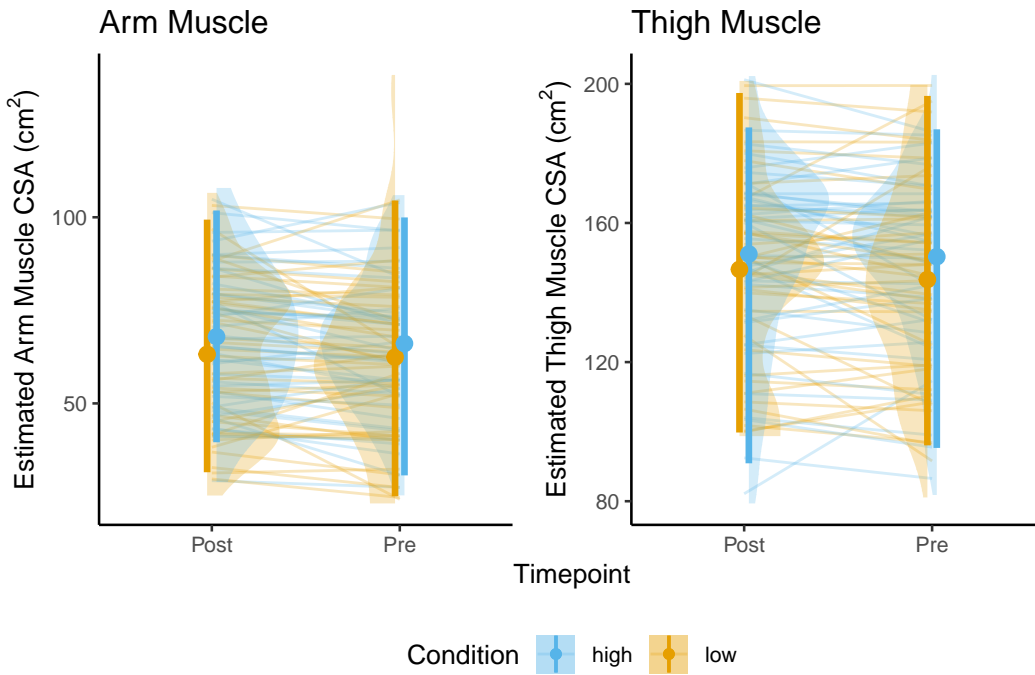 Arm Muscle
Estimated Arm Muscle CSA (cm²)
100
50
Post
Pre
Thigh Muscle
Estimated Thigh Muscle CSA (cm²)
200
160
120
80
Post
Pre
Timepoint
Condition high low